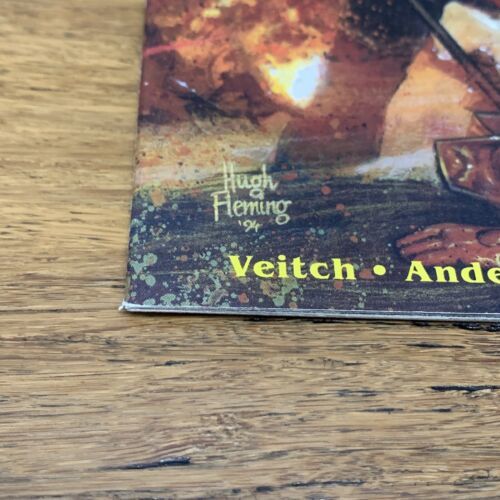 Hugh
Fleming
'94
Veitch • Ande